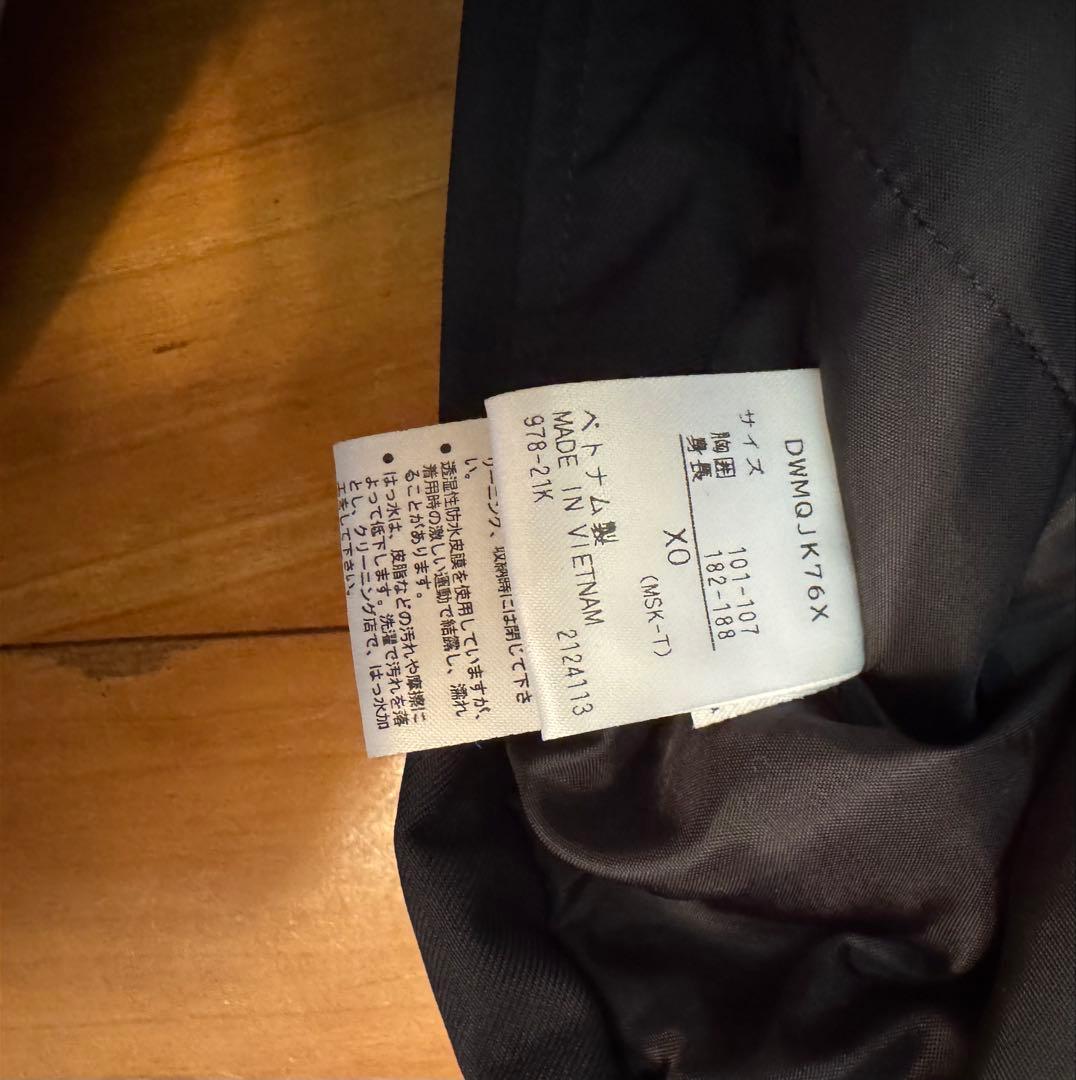 DWMQJK76X
サイズ
胸囲 101-107
身長 182-188
XO
(MSK-T)
ベトナム製
MADE IN VIETNAM 2124113
978-21K
リーニング、収納時には閉じて下さ
い。
● 透湿性防水皮膜を使用していますが、
着用時の激しい運動で結露し、濡れ
ることがあります。
● はっ水は、皮脂などの汚れや摩擦に
よって低下します。洗濯で汚れを落
とし、クリーニング店で、はっ水加
工をして下さい。